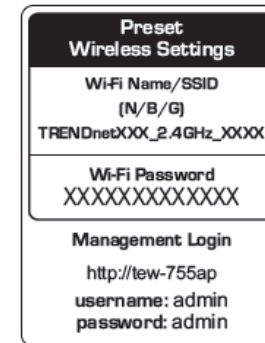 Preset
Wireless Settings
Wi-Fi Name/SSID
(N/B/G)
TRENDnetXXX_2.4GHz_XXXX
Wi-Fi Password
XXXXXXXXXXXXX
Management Login
http://tew-755ap
username: admin
password: admin